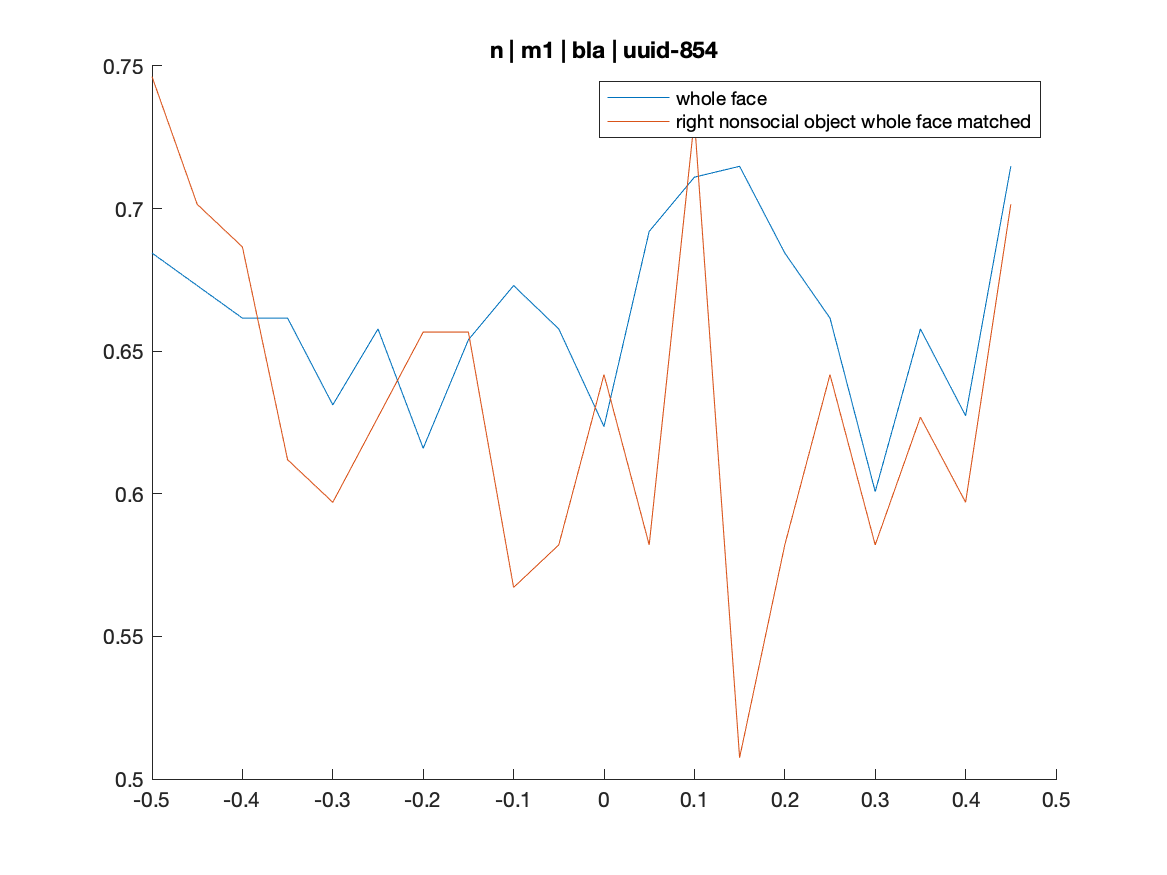 n | m1 | bla | uuid-854
whole face
right nonsocial object whole face matched
0.75
0.7
0.65
0.6
0.55
0.5
-0.5 -0.4 -0.3 -0.2 -0.1 0 0.1 0.2 0.3 0.4 0.5